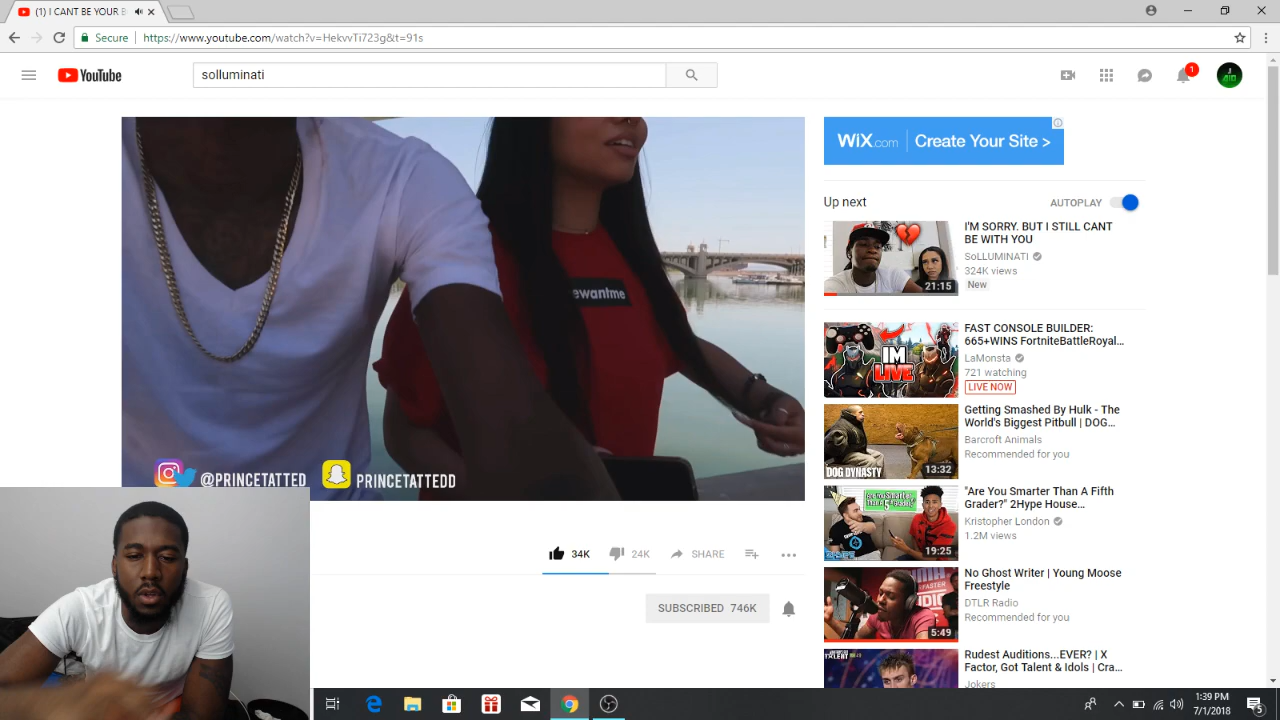 (1) I CANT BE YOUR B
Secure
https://www.youtube.com/watch?v=HekvvTi723g&t=91s
YouTube
solluminati
1
WiX.com
Create Your Site >
Up next
AUTOPLAY
I'M SORRY. BUT I STILL CANT
BE WITH YOU
SoLLUMINATI
324K views
New
21:15
FAST CONSOLE BUILDER:
665+WINS FortniteBattleRoyal...
LaMonsta
721 watching
LIVE NOW
IM
LIVE
Getting Smashed By Hulk - The
World's Biggest Pitbull | DOG...
Barcroft Animals
Recommended for you
DOG DYNASTY
13:32
"Are You Smarter Than A Fifth
Grader?" 2Hype House...
Kristopher London
1.2M views
19:25
No Ghost Writer | Young Moose
Freestyle
DTLR Radio
Recommended for you
5:49
Rudest Auditions...EVER? | X
Factor, Got Talent & Idols | Cra...
Jokers
ewantme
@PRINCETATTED
PRINCETATTEDD
34K
24K
SHARE
SUBSCRIBED 746K
1:39 PM
7/1/2018
5